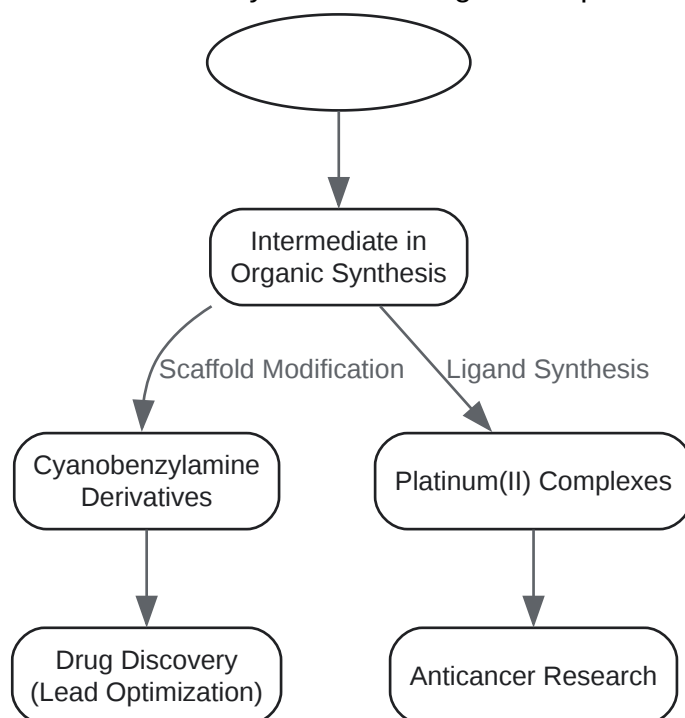 Intermediate in
Organic Synthesis
Scaffold Modification
Ligand Synthesis
Cyanobenzylamine
Derivatives
Platinum(II) Complexes
Drug Discovery
(Lead Optimization)
Anticancer Research